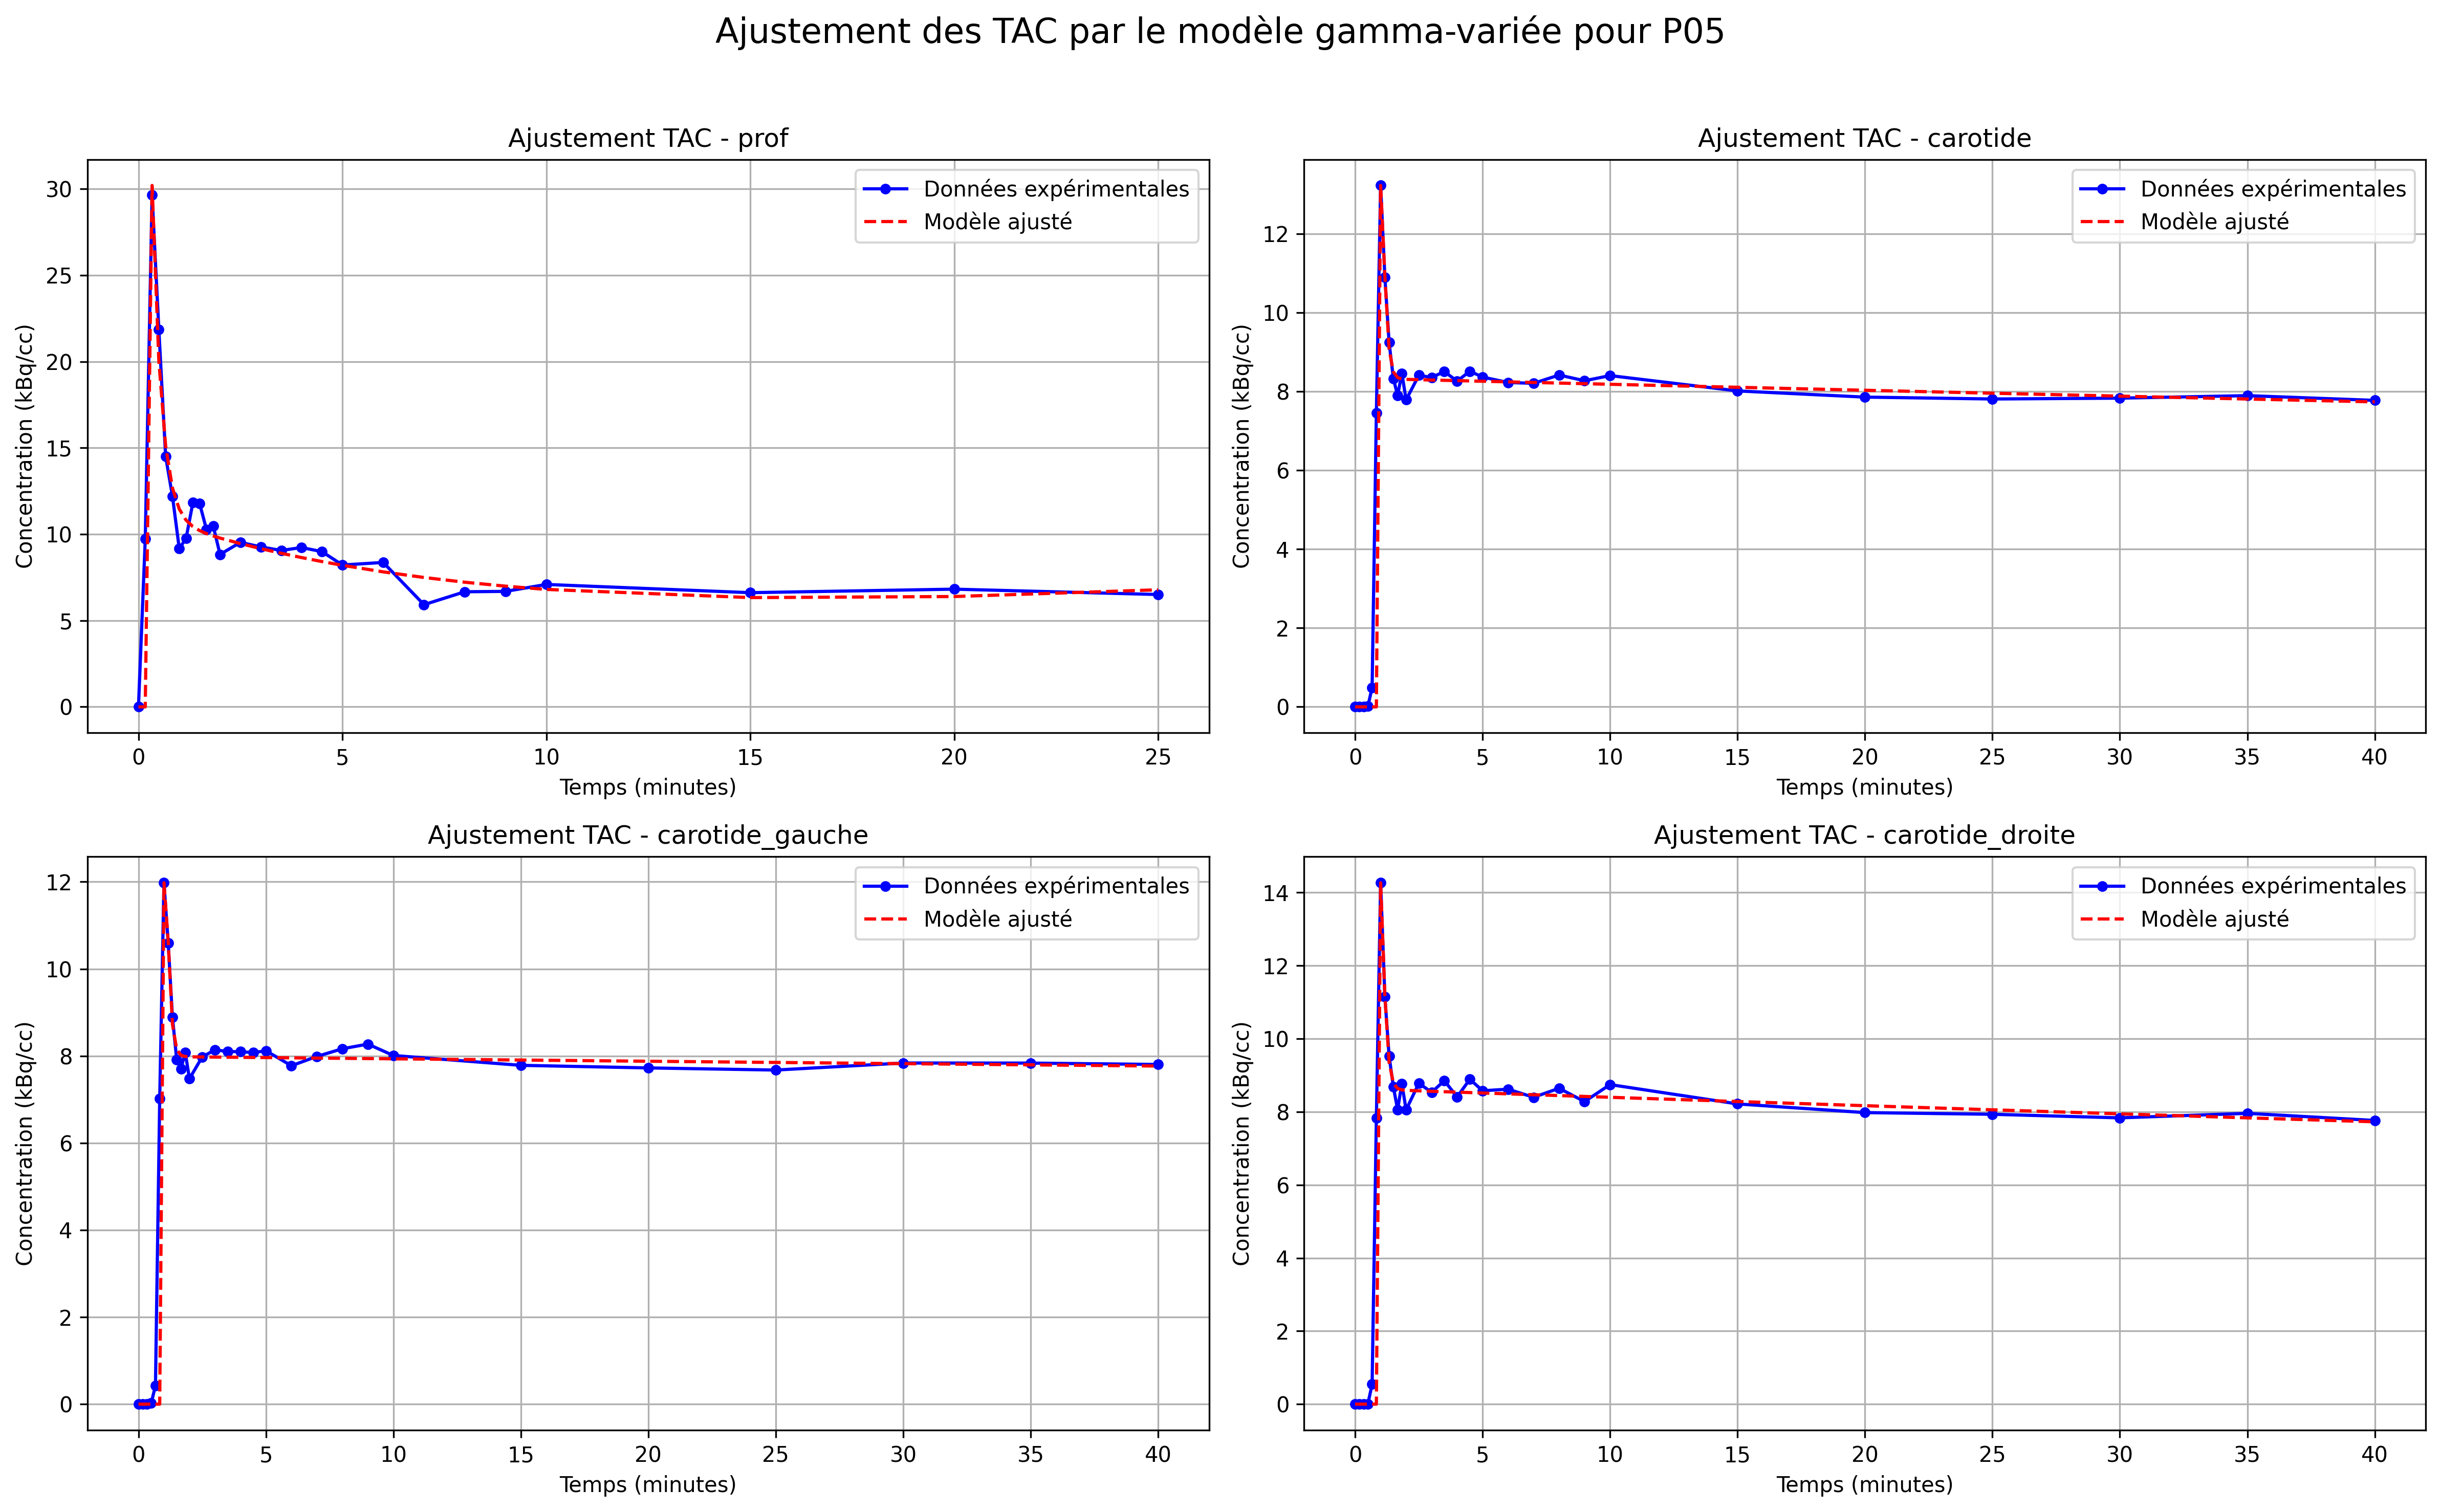 Ajustement des TAC par le modèle gamma-variée pour P05
Ajustement TAC - prof
Concentration (kBq/cc)
30
25
20
15
10
5
0
Données expérimentales
Modèle ajusté
0 5 10 15 20 25
Temps (minutes)
Ajustement TAC - carotide
Concentration (kBq/cc)
12
10
8
6
4
2
0
Données expérimentales
Modèle ajusté
0 5 10 15 20 25 30 35 40
Temps (minutes)
Ajustement TAC - carotide_gauche
Concentration (kBq/cc)
12
10
8
6
4
2
0
Données expérimentales
Modèle ajusté
0 5 10 15 20 25 30 35 40
Temps (minutes)
Ajustement TAC - carotide_droite
Concentration (kBq/cc)
14
12
10
8
6
4
2
0
Données expérimentales
Modèle ajusté
0 5 10 15 20 25 30 35 40
Temps (minutes)